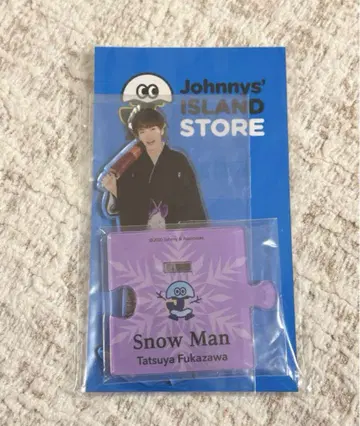 Johnnys'
ISLAND
STORE
Snow Man
Tatsuya Fukazawa